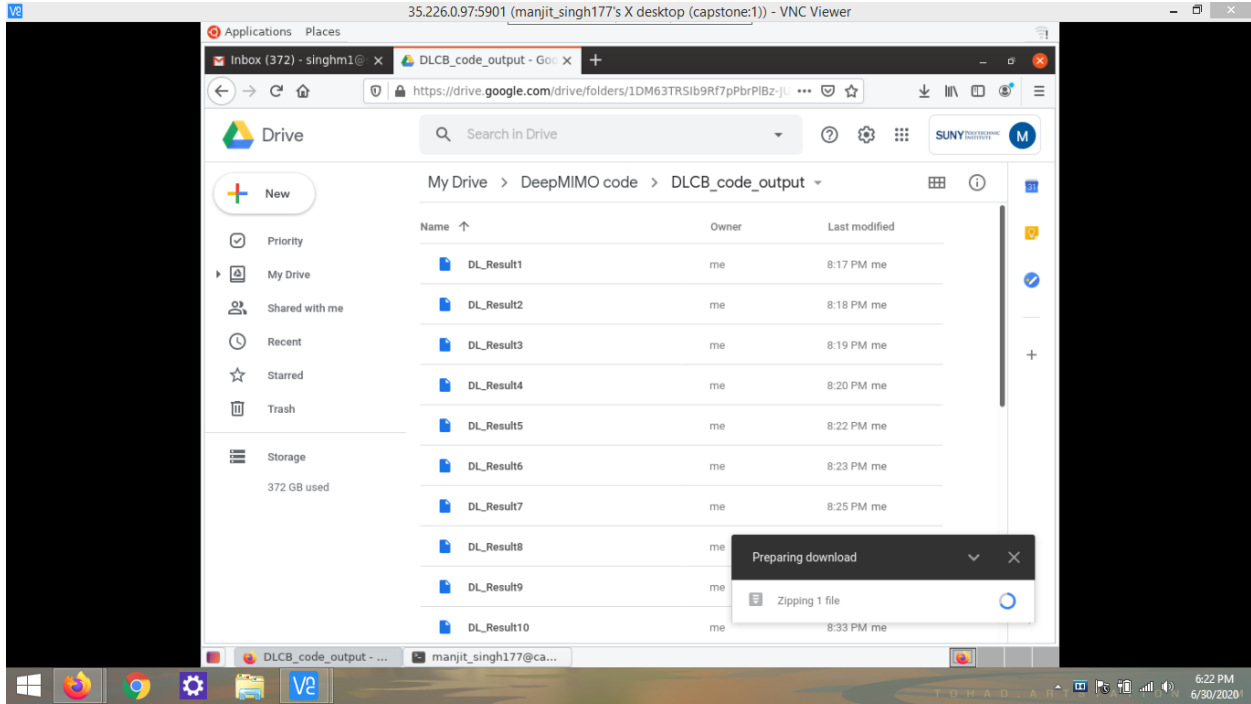 35.226.0.97:5901 (manjit_singh177's X desktop (capstone:1)) - VNC Viewer
Applications Places
Inbox (372) - singhm1@
DLCB_code_output - Goo
https://drive.google.com/drive/folders/1DM63TRSIb9Rf7pPbrPlBz-JU
Drive
Search in Drive
SUNY POLYTECHNIC INSTITUTE
M
New
My Drive > DeepMIMO code > DLCB_code_output
Name
Owner
Last modified
Priority
My Drive
Shared with me
Recent
Starred
Trash
Storage
372 GB used
DL_Result1 me 8:17 PM me
DL_Result2 me 8:18 PM me
DL_Result3 me 8:19 PM me
DL_Result4 me 8:20 PM me
DL_Result5 me 8:22 PM me
DL_Result6 me 8:23 PM me
DL_Result7 me 8:25 PM me
DL_Result8 me
DL_Result9 me
DL_Result10 me 8:33 PM me
31
Preparing download
Zipping 1 file
DLCB_code_output - ...
manjit_singh177@ca...
6:22 PM
6/30/2020